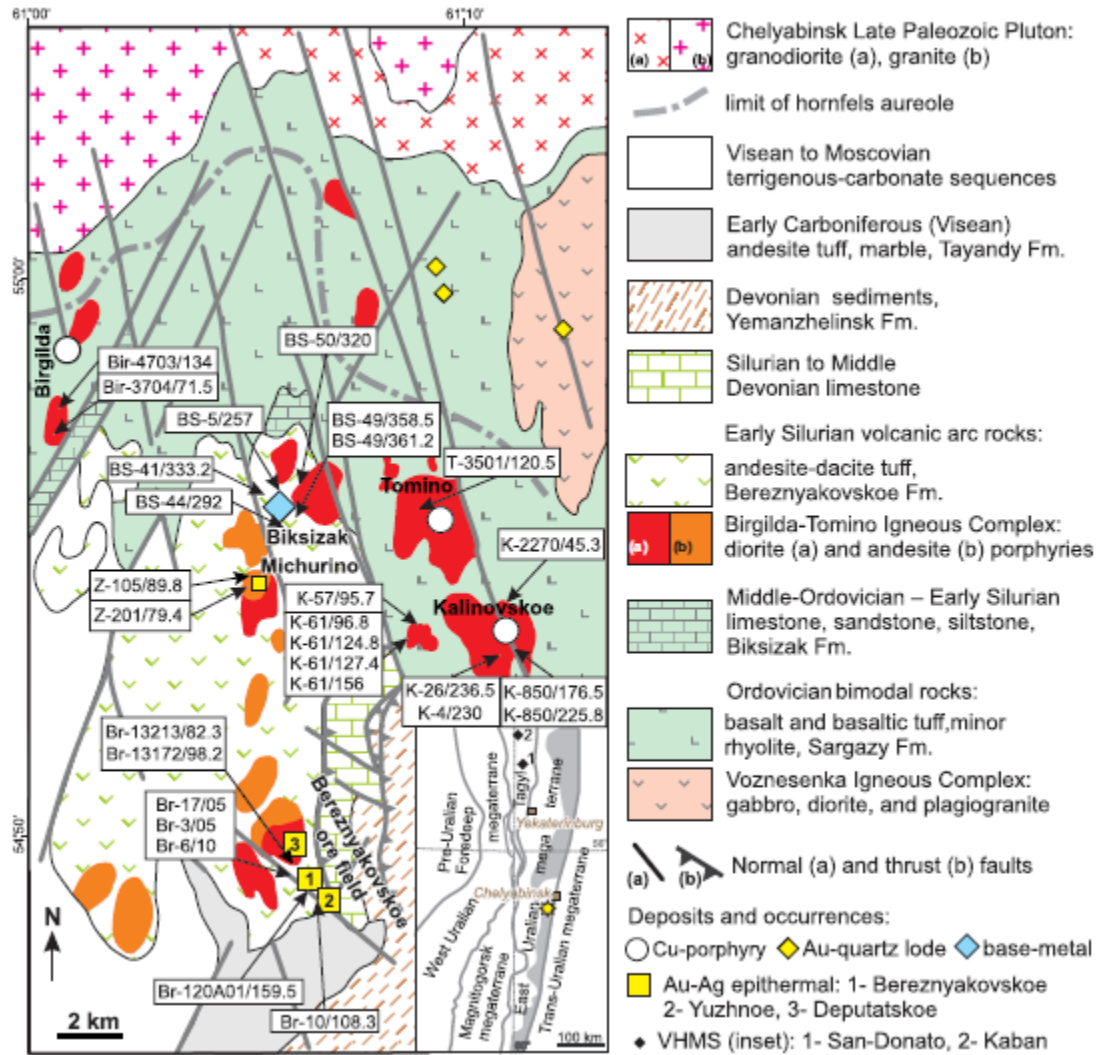 61°00'
61°10'
55°00'
54°50'
Birgilda
Bir-4703/134
Bir-3704/71.5
BS-50/320
BS-5/257
BS-49/358.5
BS-49/361.2
BS-41/333.2
T-3501/120.5
BS-44/292
Tomino
Biksizak
K-2270/45.3
Michurino
Z-105/89.8
Z-201/79.4
K-57/95.7
K-61/96.8
K-61/124.8
K-61/127.4
K-61/156
Kalinovskoe
K-26/236.5
K-4/230
K-850/176.5
K-850/225.8
Br-13213/82.3
Br-13172/98.2
Br-17/05
Br-3/05
Br-6/10
Bereznyakovskoe
ore field
3
1
2
Br-120A01/159.5
Br-10/108.3
N
2 km
2
1
Pre-Uralian
Foredsep
Tagyl
megaterrane
terrane
Yekaterinburg
mega
Chelyabinsk
West Uralian
Magnitogorsk
megaterrane
East Uralian
Trans-Uralian megaterrane
100 km
(a) (b)
Chelyabinsk Late Paleozoic Pluton:
granodiorite (a), granite (b)
limit of hornfels aureole
Visean to Moscovian
terrigenous-carbonate sequences
Early Carboniferous (Visean)
andesite tuff, marble, Tayandy Fm.
Devonian sediments,
Yemanzhelinsk Fm.
Silurian to Middle
Devonian limestone
Early Silurian volcanic arc rocks:
andesite-dacite tuff,
Bereznyakovskoe Fm.
(a) (b)
Birgilda-Tomino Igneous Complex:
diorite (a) and andesite (b) porphyries
Middle-Ordovician – Early Silurian
limestone, sandstone, siltstone,
Biksizak Fm.
Ordovician bimodal rocks:
basalt and basaltic tuff,minor
rhyolite, Sargazy Fm.
Voznesenka Igneous Complex:
gabbro, diorite, and plagiogranite
(a) (b)
Normal (a) and thrust (b) faults
Deposits and occurrences:
Cu-porphyry Au-quartz lode base-metal
Au-Ag epithermal: 1- Bereznyakovskoe
2- Yuzhnoe, 3- Deputatskoe
VHMS (inset): 1- San-Donato, 2- Kaban